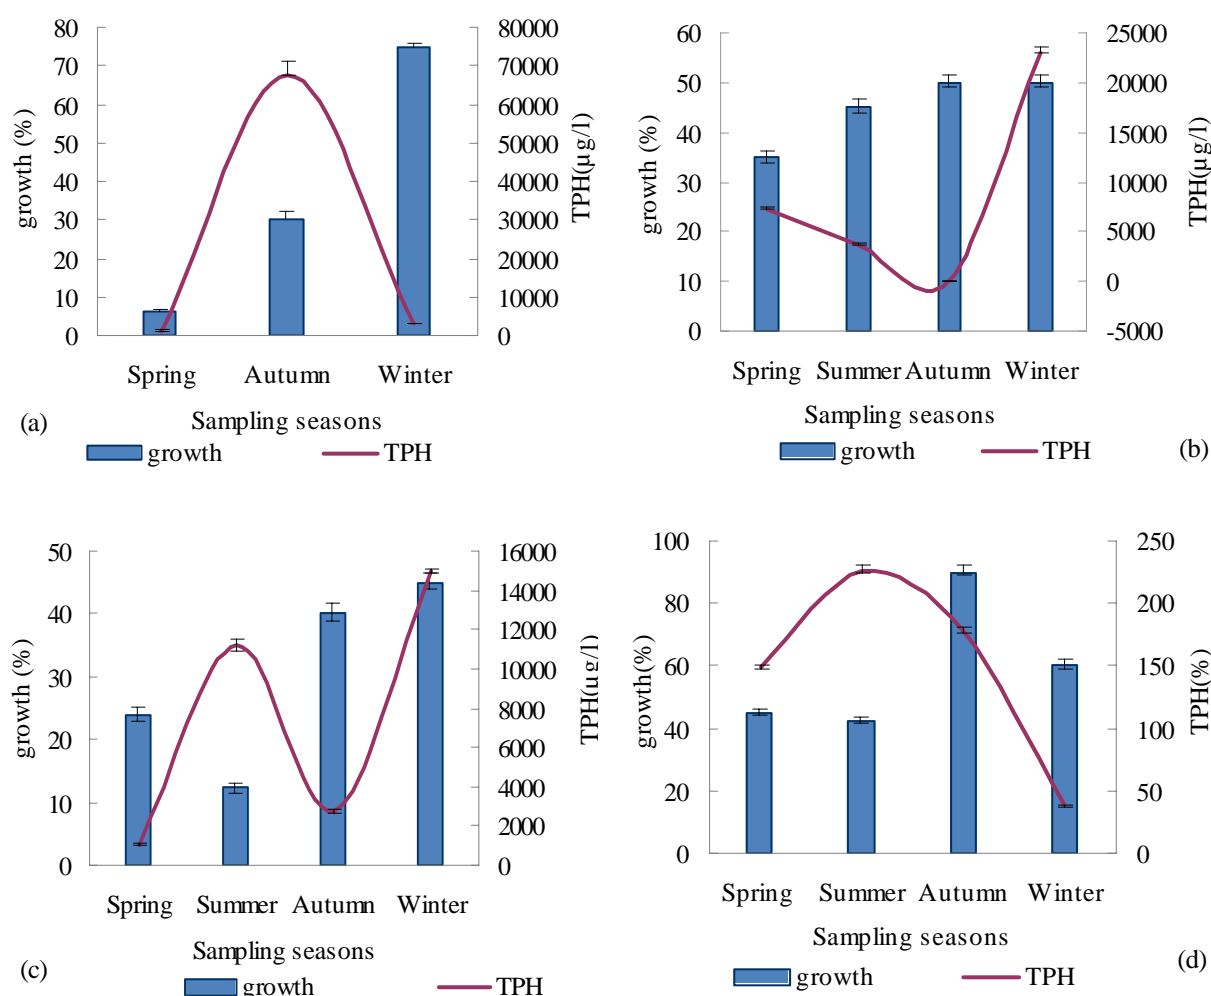 growth (%)
80
70
60
50
40
30
20
10
0
80000
70000
60000
50000
40000
30000
20000
10000
0
TPH(µg/l)
Spring Autumn Winter
Sampling seasons
(a)
growth TPH
growth (%)
60
50
40
30
20
10
0
25000
20000
15000
10000
5000
0
-5000
TPH(µg/l)
Spring Summer Autumn Winter
Sampling seasons
growth TPH
(b)
growth (%)
50
40
30
20
10
0
16000
14000
12000
10000
8000
6000
4000
2000
0
TPH(µg/l)
Spring Summer Autumn Winter
Sampling seasons
(c)
growth TPH
growth(%)
100
80
60
40
20
0
250
200
150
100
50
0
TPH(%)
Spring Summer Autumn Winter
Sampling seasons
(d)
growth TPH